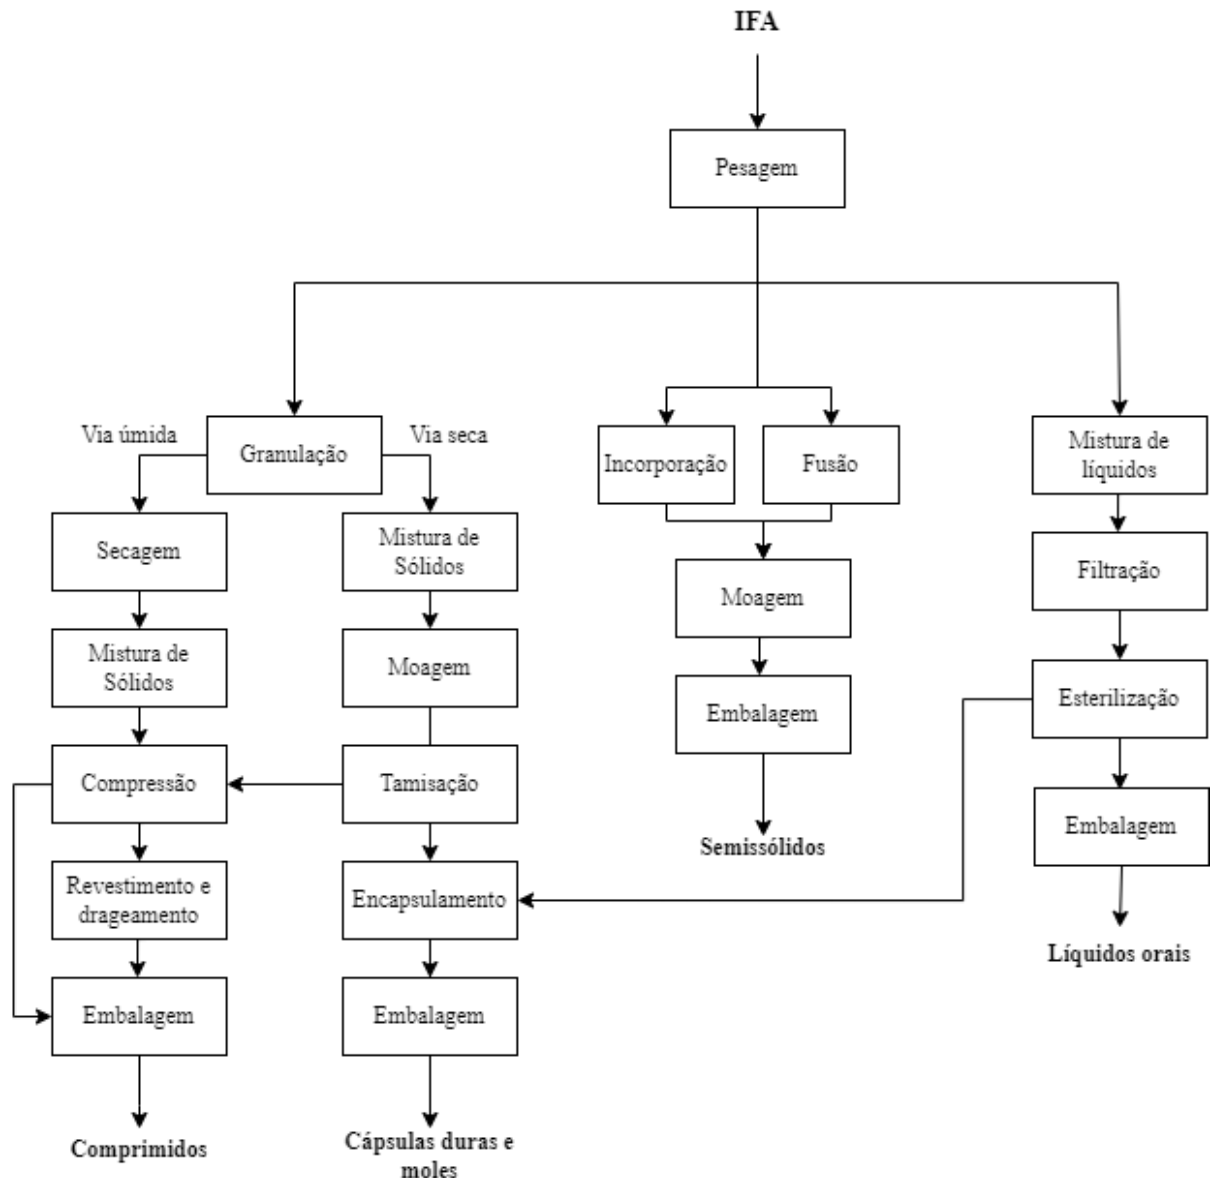 IFA
Pesagem
Via úmida
Granulação
Via seca
Secagem
Mistura de
Sólidos
Compressão
Revestimento e
drageamento
Embalagem
Comprimidos
Mistura de
Sólidos
Moagem
Tamisação
Encapsulamento
Embalagem
Cápsulas duras e
moles
Incorporação
Fusão
Moagem
Embalagem
Semissólidos
Mistura de
líquidos
Filtração
Esterilização
Embalagem
Líquidos orais